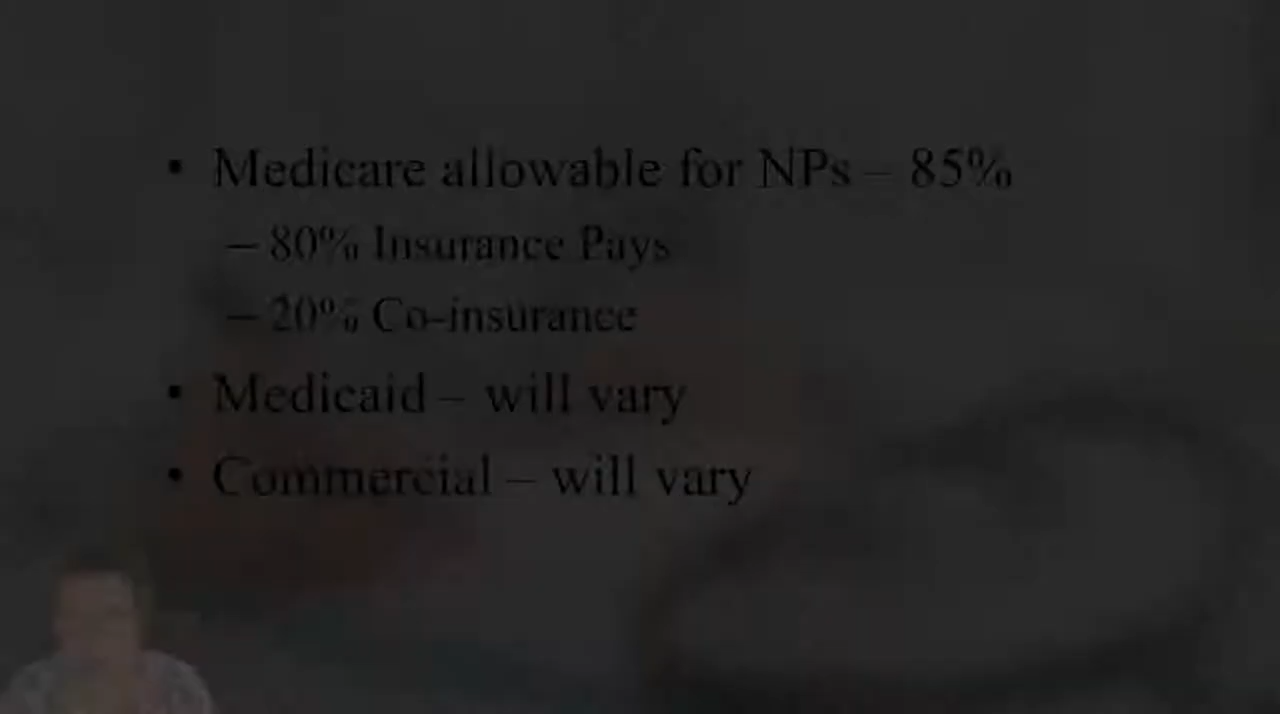 • Medicare allowable for NPs – 85%
– 80% Insurance Pays
– 20% Co-insurance
• Medicaid – will vary
• Commercial – will vary